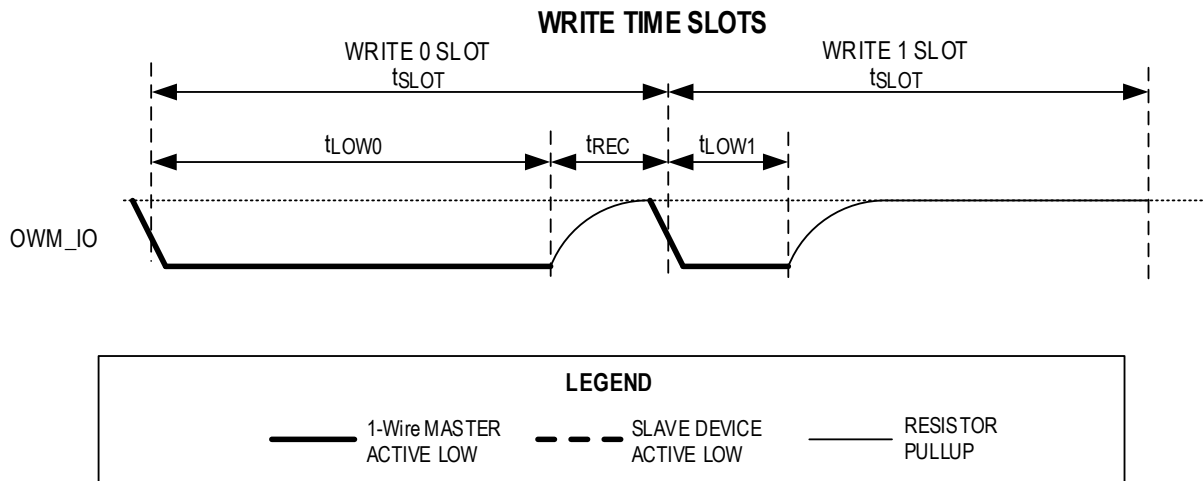 WRITE TIME SLOTS
WRITE 0 SLOT
tSLOT
WRITE 1 SLOT
tSLOT
tLOW0
tREC
tLOW1
OWM_IO
LEGEND
1-Wire MASTER
ACTIVE LOW
SLAVE DEVICE
ACTIVE LOW
RESISTOR
PULLUP